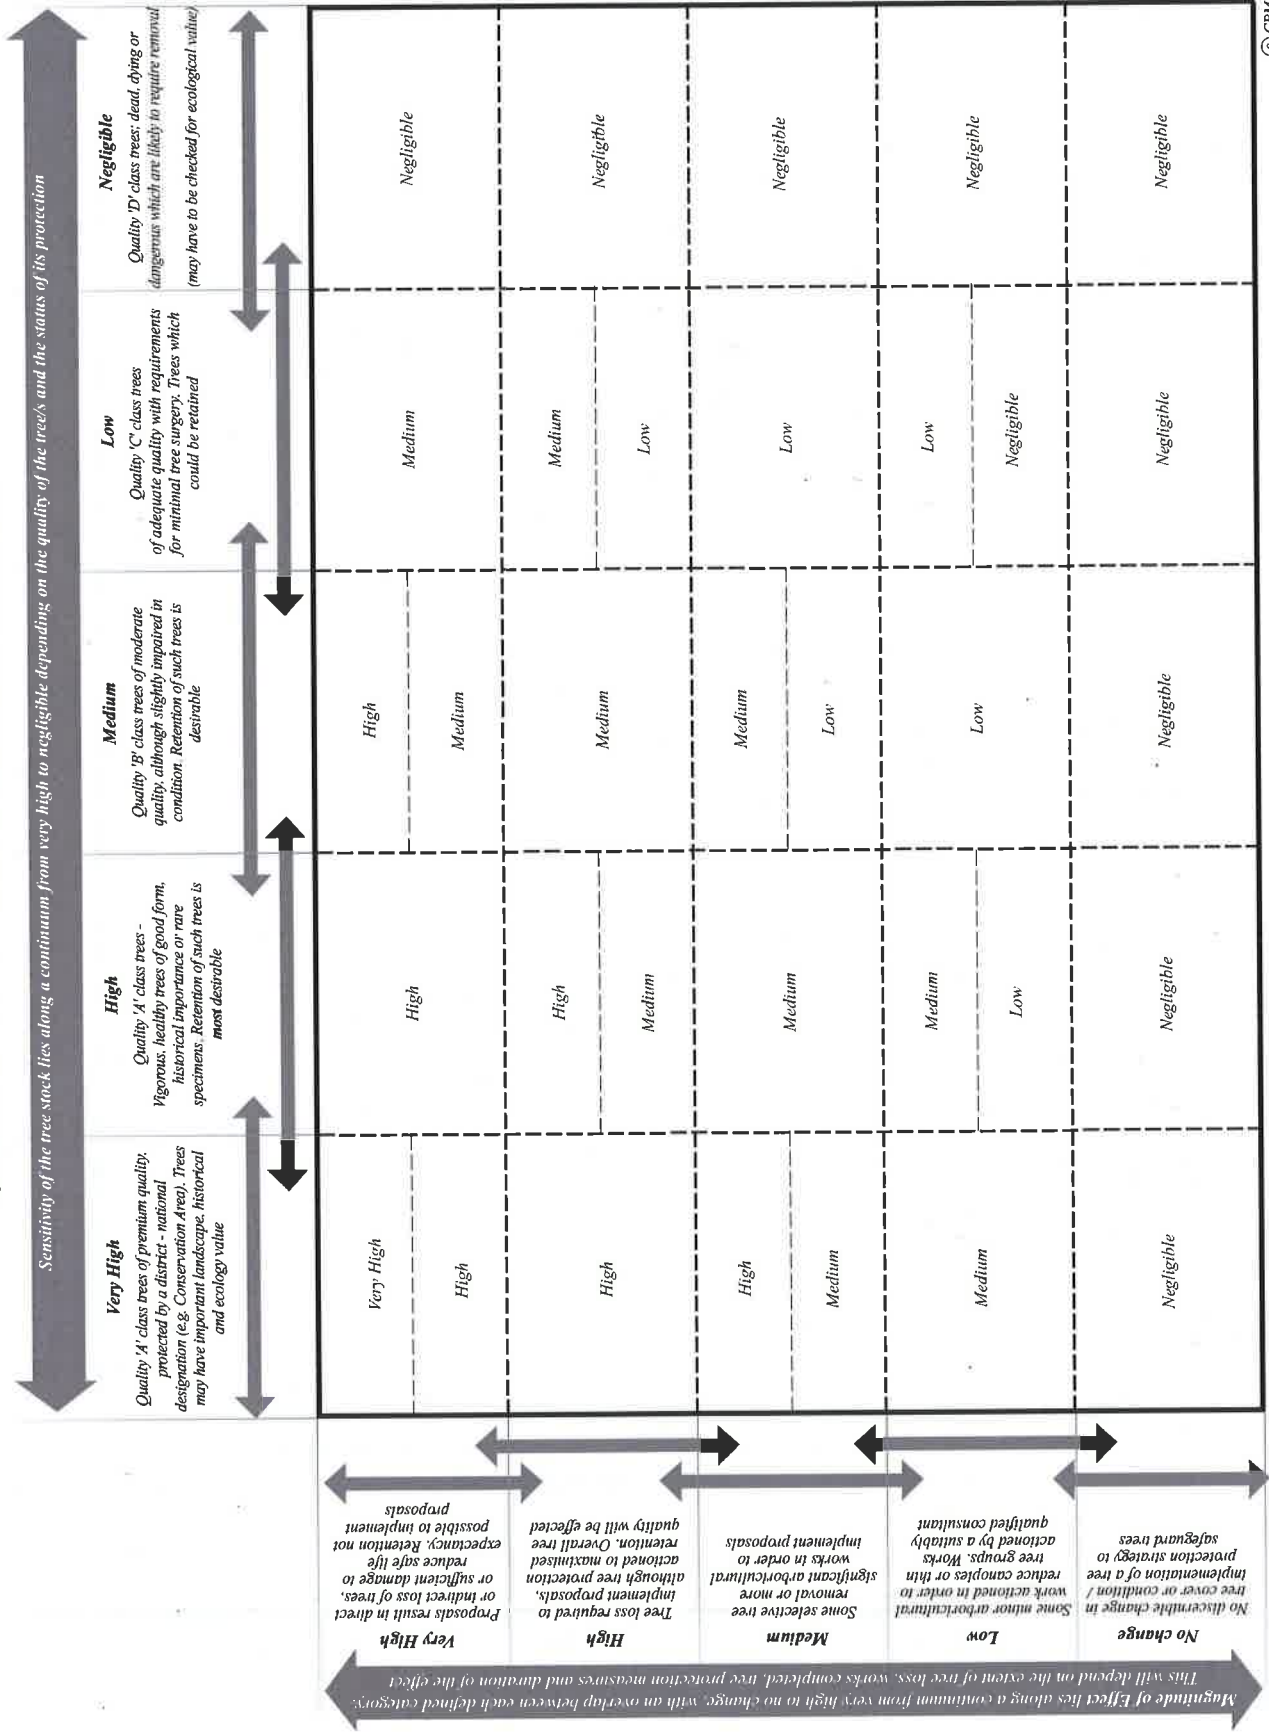 Sensitivity of the tree stock lies along a continuum from very high to negligible depending on the quality of the tree/s and the status of its protection
Very High
Quality 'A' class trees of premium quality,
protected by a district - national
designation (e.g. Conservation Area). Trees
may have important landscape, historical
and ecology value
High
Quality 'A' class trees -
Vigorous, healthy trees of good form,
historical importance or rare
specimens. Retention of such trees is
most desirable
Medium
Quality 'B' class trees of moderate
quality, although slightly impaired in
condition. Retention of such trees is
desirable
Low
Quality 'C' class trees
of adequate quality with requirements
for minimal tree surgery. Trees which
could be retained
Negligible
Quality 'D' class trees; dead, dying or
dangerous which are likely to require removal
(may have to be checked for ecological value)
Magnitude of Effect lies along a continuum from very high to no change, with an overlap between each defined category.
This will depend on the extent of tree loss, works completed, tree protection measures and duration of the effect
Very High
Proposals result in direct
or indirect loss of trees,
or sufficient damage to
reduce safe life
expectancy. Retention not
possible to implement
proposals
Very High
High
High
High
Medium
Medium
Negligible
High
Tree loss required to
implement proposals,
although tree protection
actioned to maximised
retention. Overall tree
quality will be effected
High
High
Medium
Medium
Medium
Low
Negligible
Medium
Some selective tree
removal or more
significant arboricultural
works in order to
implement proposals
High
Medium
Medium
Medium
Low
Low
Negligible
Low
Some minor arboricultural
work actioned in order to
reduce canopies or thin
tree groups. Works
actioned by a suitably
qualified consultant
Medium
Medium
Low
Low
Low
Negligible
Negligible
No change
No discernible change in
tree cover or condition /
implementation of a tree
protection strategy to
safeguard trees
Negligible
Negligible
Negligible
Negligible
Negligible
© CPM